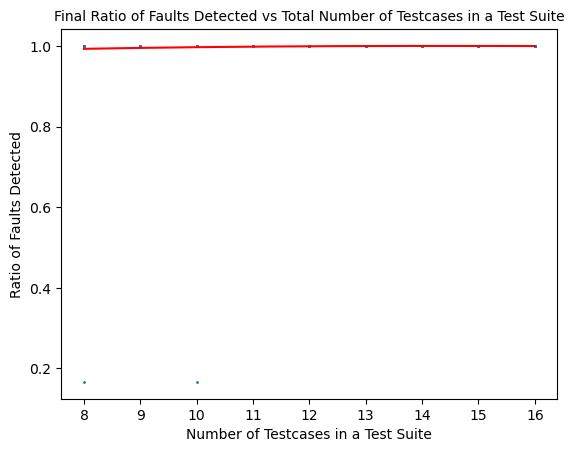 Final Ratio of Faults Detected vs Total Number of Testcases in a Test Suite
1.0
0.8
0.6
0.4
0.2
Ratio of Faults Detected
8 9 10 11 12 13 14 15 16
Number of Testcases in a Test Suite